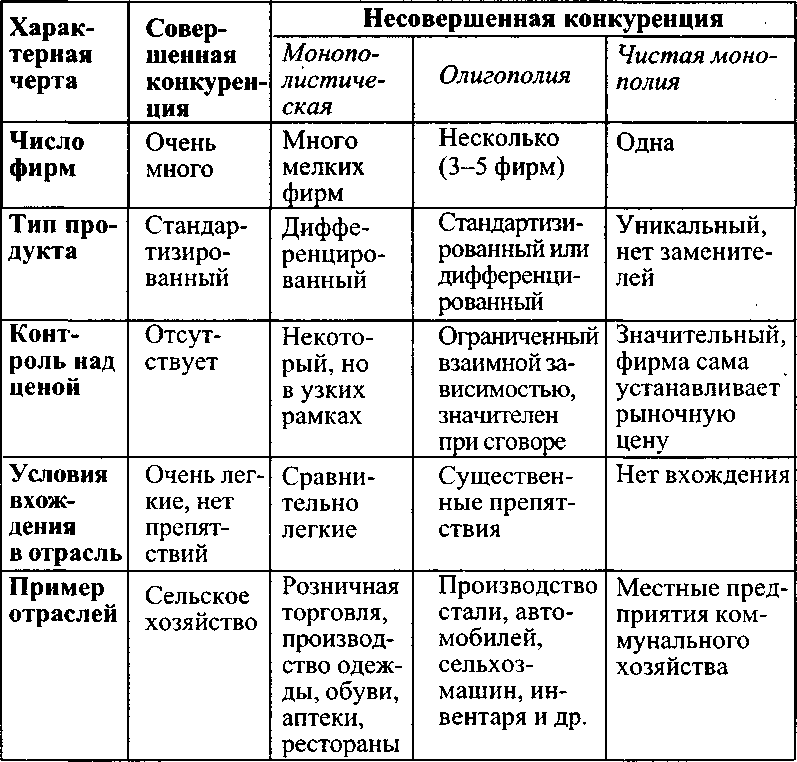 Харак-
терная
черта
Совер-
шенная
конкурен-
ция
Несовершенная конкуренция
Монопо-
листиче-
ская
Олигополия
Чистая моно-
полия
Число
фирм
Очень
много
Много
мелких
фирм
Несколько
(3–5 фирм)
Одна
Тип про-
дукта
Стандар-
тизиро-
ванный
Диффе-
ренциро-
ванный
Стандартизи-
рованный или
дифференци-
рованный
Уникальный,
нет замените-
лей
Конт-
роль над
ценой
Отсут-
ствует
Некото-
рый, но
в узких
рамках
Ограниченный
взаимной за-
висимостью,
значителен
при сговоре
Значительный,
фирма сама
устанавливает
рыночную
цену
Условия
вхож-
дения
в отрасль
Очень лег-
кие, нет
препят-
ствий
Сравни-
тельно
легкие
Существен-
ные препят-
ствия
Нет вхождения
Пример
отраслей
Сельское
хозяйство
Розничная
торговля,
производ-
ство одеж-
ды, обуви,
аптеки,
рестораны
Производство
стали, авто-
мобилей,
сельхоз-
машин, ин-
вентаря и др.
Местные пред-
приятия ком-
мунального
хозяйства